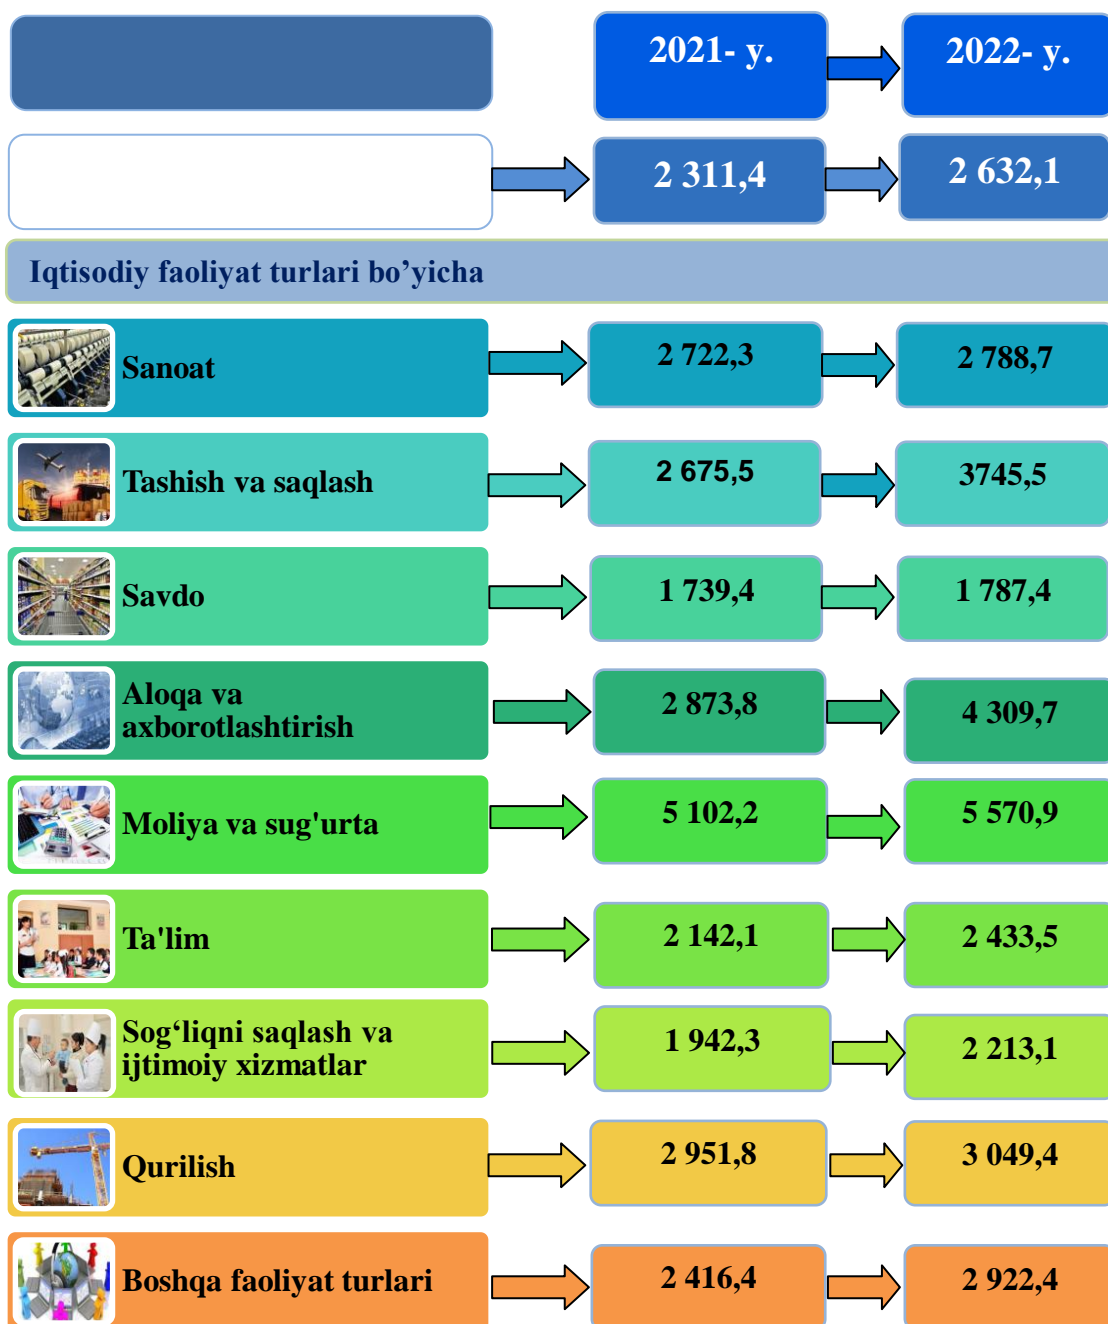 2021- y. 2022- y.
2 311,4 2 632,1
Iqtisodiy faoliyat turlari bo’yicha
Sanoat 2 722,3 2 788,7
Tashish va saqlash 2 675,5 3745,5
Savdo 1 739,4 1 787,4
Aloqa va
axborotlashtirish 2 873,8 4 309,7
Moliya va sug'urta 5 102,2 5 570,9
Ta'lim 2 142,1 2 433,5
Sog‘liqni saqlash va
ijtimoiy xizmatlar 1 942,3 2 213,1
Qurilish 2 951,8 3 049,4
Boshqa faoliyat turlari 2 416,4 2 922,4